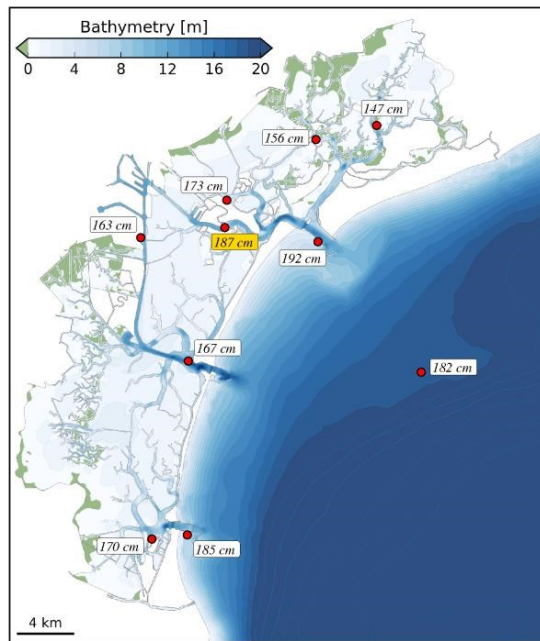 Bathymetry [m]
0 4 8 12 16 20
147 cm
156 cm
173 cm
163 cm
187 cm
192 cm
167 cm
182 cm
170 cm
185 cm
4 km